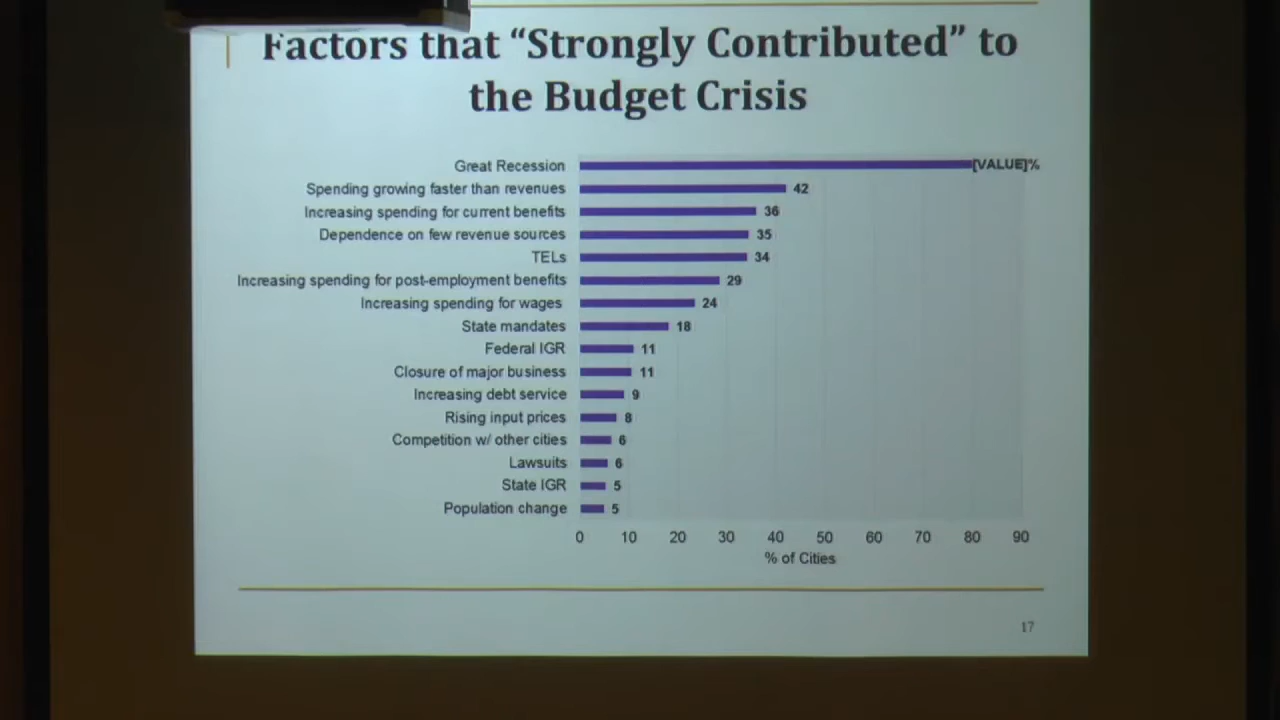 Factors that “Strongly Contributed” to
the Budget Crisis
Great Recession [VALUE]%
Spending growing faster than revenues 42
Increasing spending for current benefits 36
Dependence on few revenue sources 35
TELs 34
Increasing spending for post-employment benefits 29
Increasing spending for wages 24
State mandates 18
Federal IGR 11
Closure of major business 11
Increasing debt service 9
Rising input prices 8
Competition w/ other cities 6
Lawsuits 6
State IGR 5
Population change 5
0 10 20 30 40 50 60 70 80 90
% of Cities
17